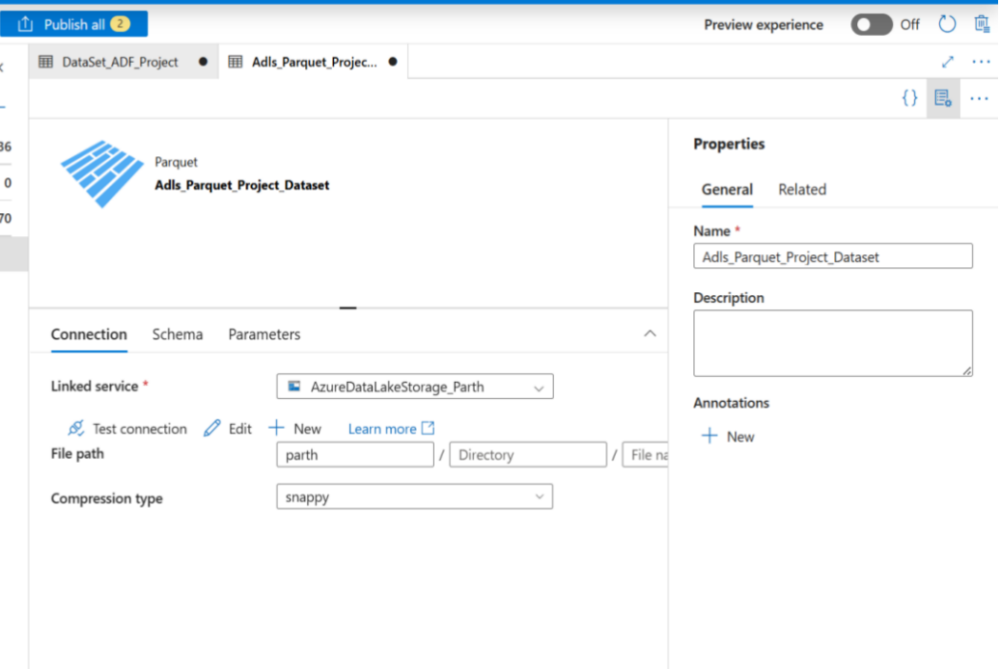 Publish all 2
Preview experience Off
DataSet_ADF_Project Adls_Parquet_Projec...
{}
36
0
70
Parquet
Adls_Parquet_Project_Dataset
Connection Schema Parameters
Linked service *
AzureDataLakeStorage_Parth
Test connection Edit New Learn more
File path
parth / Directory / File na
Compression type
snappy
Properties
General Related
Name *
Adls_Parquet_Project_Dataset
Description
Annotations
New